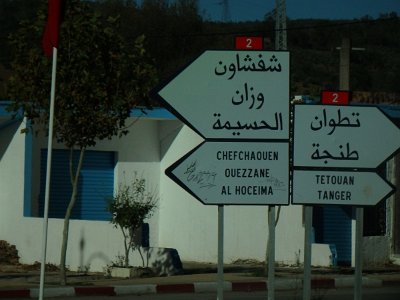 2
شفشاون
وزان
الحسيمة
CHEFCHAOUEN
OUEZZANE
AL HOCEIMA
2
تطوان
طنجة
TETOUAN
TANGER